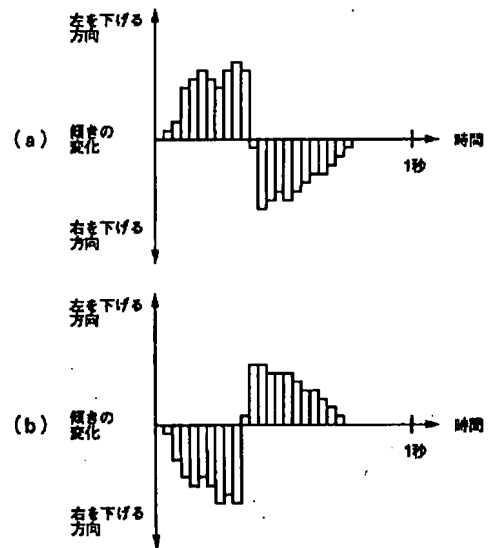 左を下げる
方向
(a)
傾きの
変化
時間
1秒
右を下げる
方向
左を下げる
方向
(b)
傾きの
変化
時間
1秒
右を下げる
方向